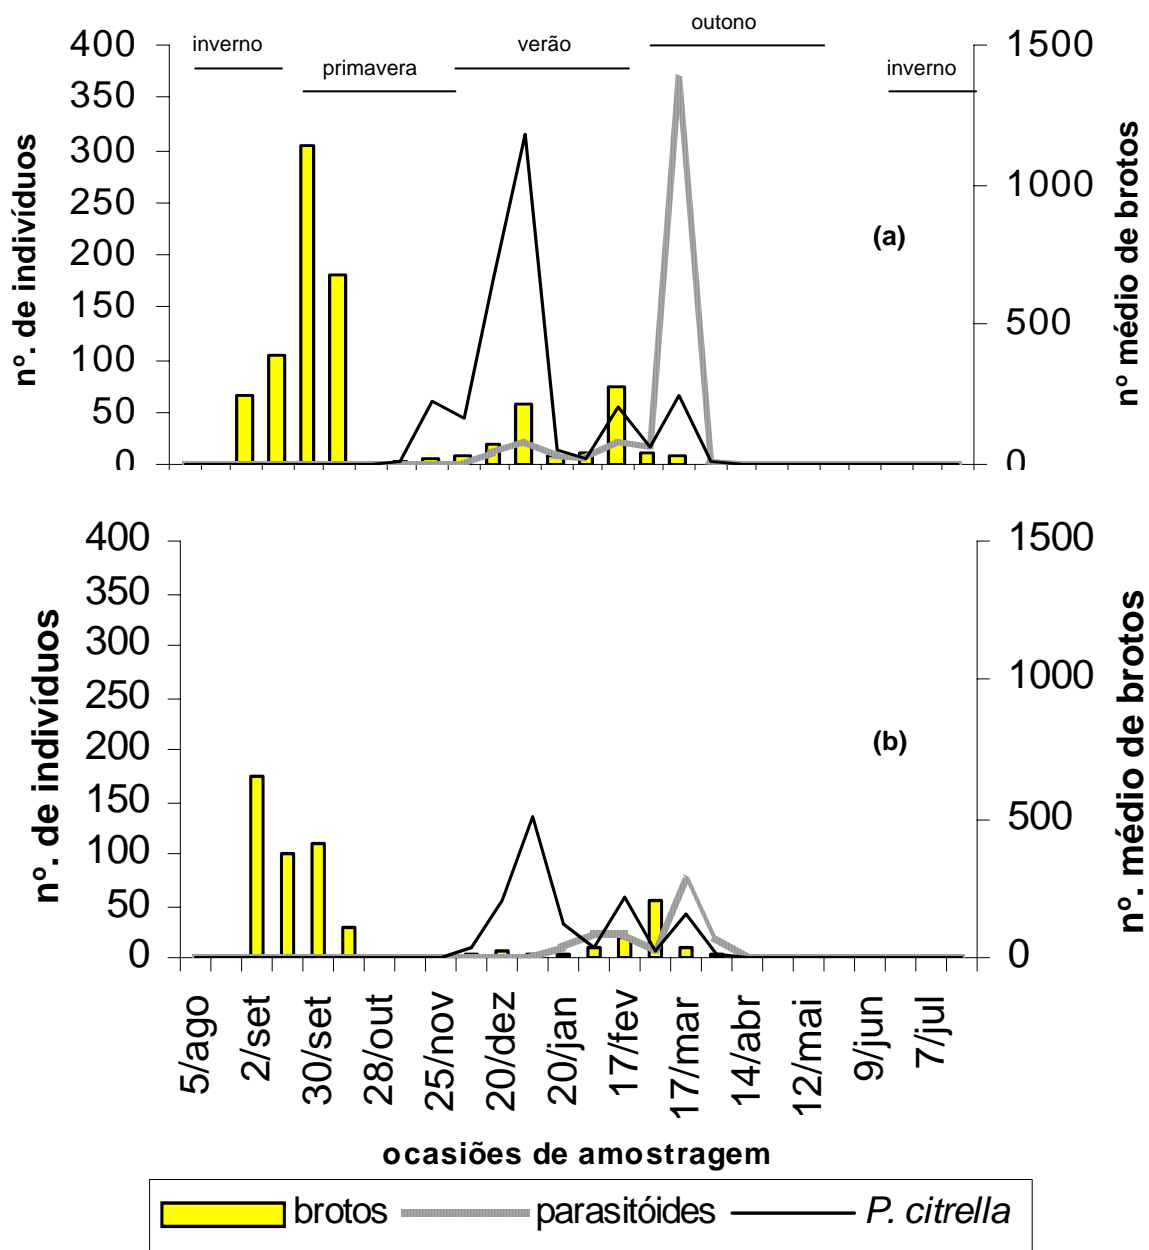 outono
inverno
verão
primavera
inverno
400
350
300
250
200
150
100
50
0
nº. de indivíduos
1500
1000
500
0
nº médio de brotos
(a)
400
350
300
250
200
150
100
50
0
nº. de indivíduos
1500
1000
500
0
nº. médio de brotos
(b)
5/ago
2/set
30/set
28/out
25/nov
20/dez
20/jan
17/fev
17/mar
14/abr
12/mai
9/jun
7/jul
ocasiões de amostragem
brotos parasitóides P. citrella